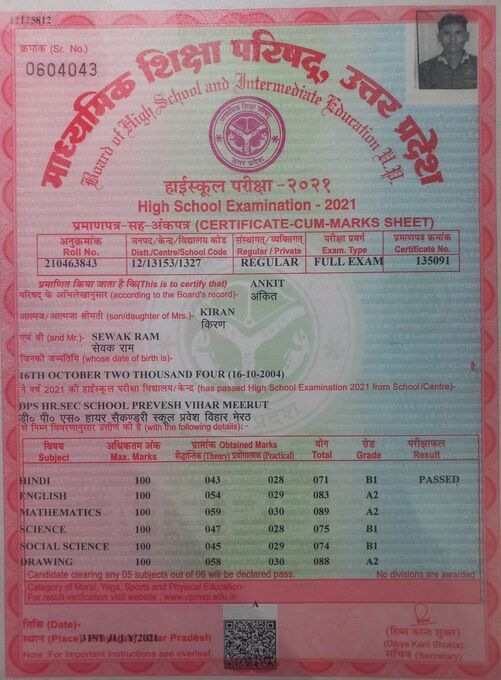 12125812
क्रमांक (Sr. No.)
0604043
माध्यमिक शिक्षा परिषद्, उत्तर प्रदेश
Board of High School and Intermediate Education U.P.
माध्यमिक शिक्षा परिषद्
उत्तर प्रदेश
हाईस्कूल परीक्षा -२०२१
High School Examination - 2021
प्रमाणपत्र-सह-अंकपत्र (CERTIFICATE-CUM-MARKS SHEET)
अनुक्रमांक जनपद/केन्द्र/विद्यालय कोड संस्थागत/व्यक्तिगत परीक्षा प्रवर्ग प्रमाणपत्र क्रमांक
Roll No. Distt./Centre/School Code Regular / Private Exam. Type Certificate No.
210463843 12/13153/1327 REGULAR FULL EXAM 135091
प्रमाणित किया जाता है कि(This is to certify that) ANKIT
परिषद् के अभिलेखानुसार (according to the Board's record)- अंकित
आत्मज/आत्मजा श्रीमती (son/daughter of Mrs.)- KIRAN
किरण
एवं श्री (and Mr.)- SEWAK RAM
सेवक राम
जिनकी जन्मतिथि (whose date of birth is)-
16TH OCTOBER TWO THOUSAND FOUR (16-10-2004) है,
ने वर्ष 2021 की हाईस्कूल परीक्षा विद्यालय/केन्द्र (has passed High School Examination 2021 from School/Centre)-
DPS HR.SEC SCHOOL PREVESH VIHAR MEERUT
डी० पी० एस० हायर सैकण्डरी स्कूल प्रवेश विहार मेरठ
से निम्न विवरणानुसार उत्तीर्ण की है (with the following details):-
विषय अधिकतम अंक प्राप्तांक Obtained Marks योग ग्रेड परीक्षाफल
Subject Max. Marks सैद्धान्तिक (Theory) प्रयोगात्मक (Practical) Total Grade Result
HINDI 100 043 028 071 B1 PASSED
ENGLISH 100 054 029 083 A2
MATHEMATICS 100 059 030 089 A2
SCIENCE 100 047 028 075 B1
SOCIAL SCIENCE 100 045 029 074 B1
DRAWING 100 058 030 088 A2
Candidate clearing any 05 subjects out of 06 will be declared pass. No divisions are awarded
Category of Moral, Yoga, Sports and Physical Education-
For result verification visit website : www.upmsp.edu.in
A
तिथि (Date)-
स्थान (Place)- 31ST JULY 2021 Pradesh
Note :For Important Instructions see overleaf.
(दिव्य कान्त शुक्ल)
(Dibya Kant Shukla)
सचिव (Secretary)